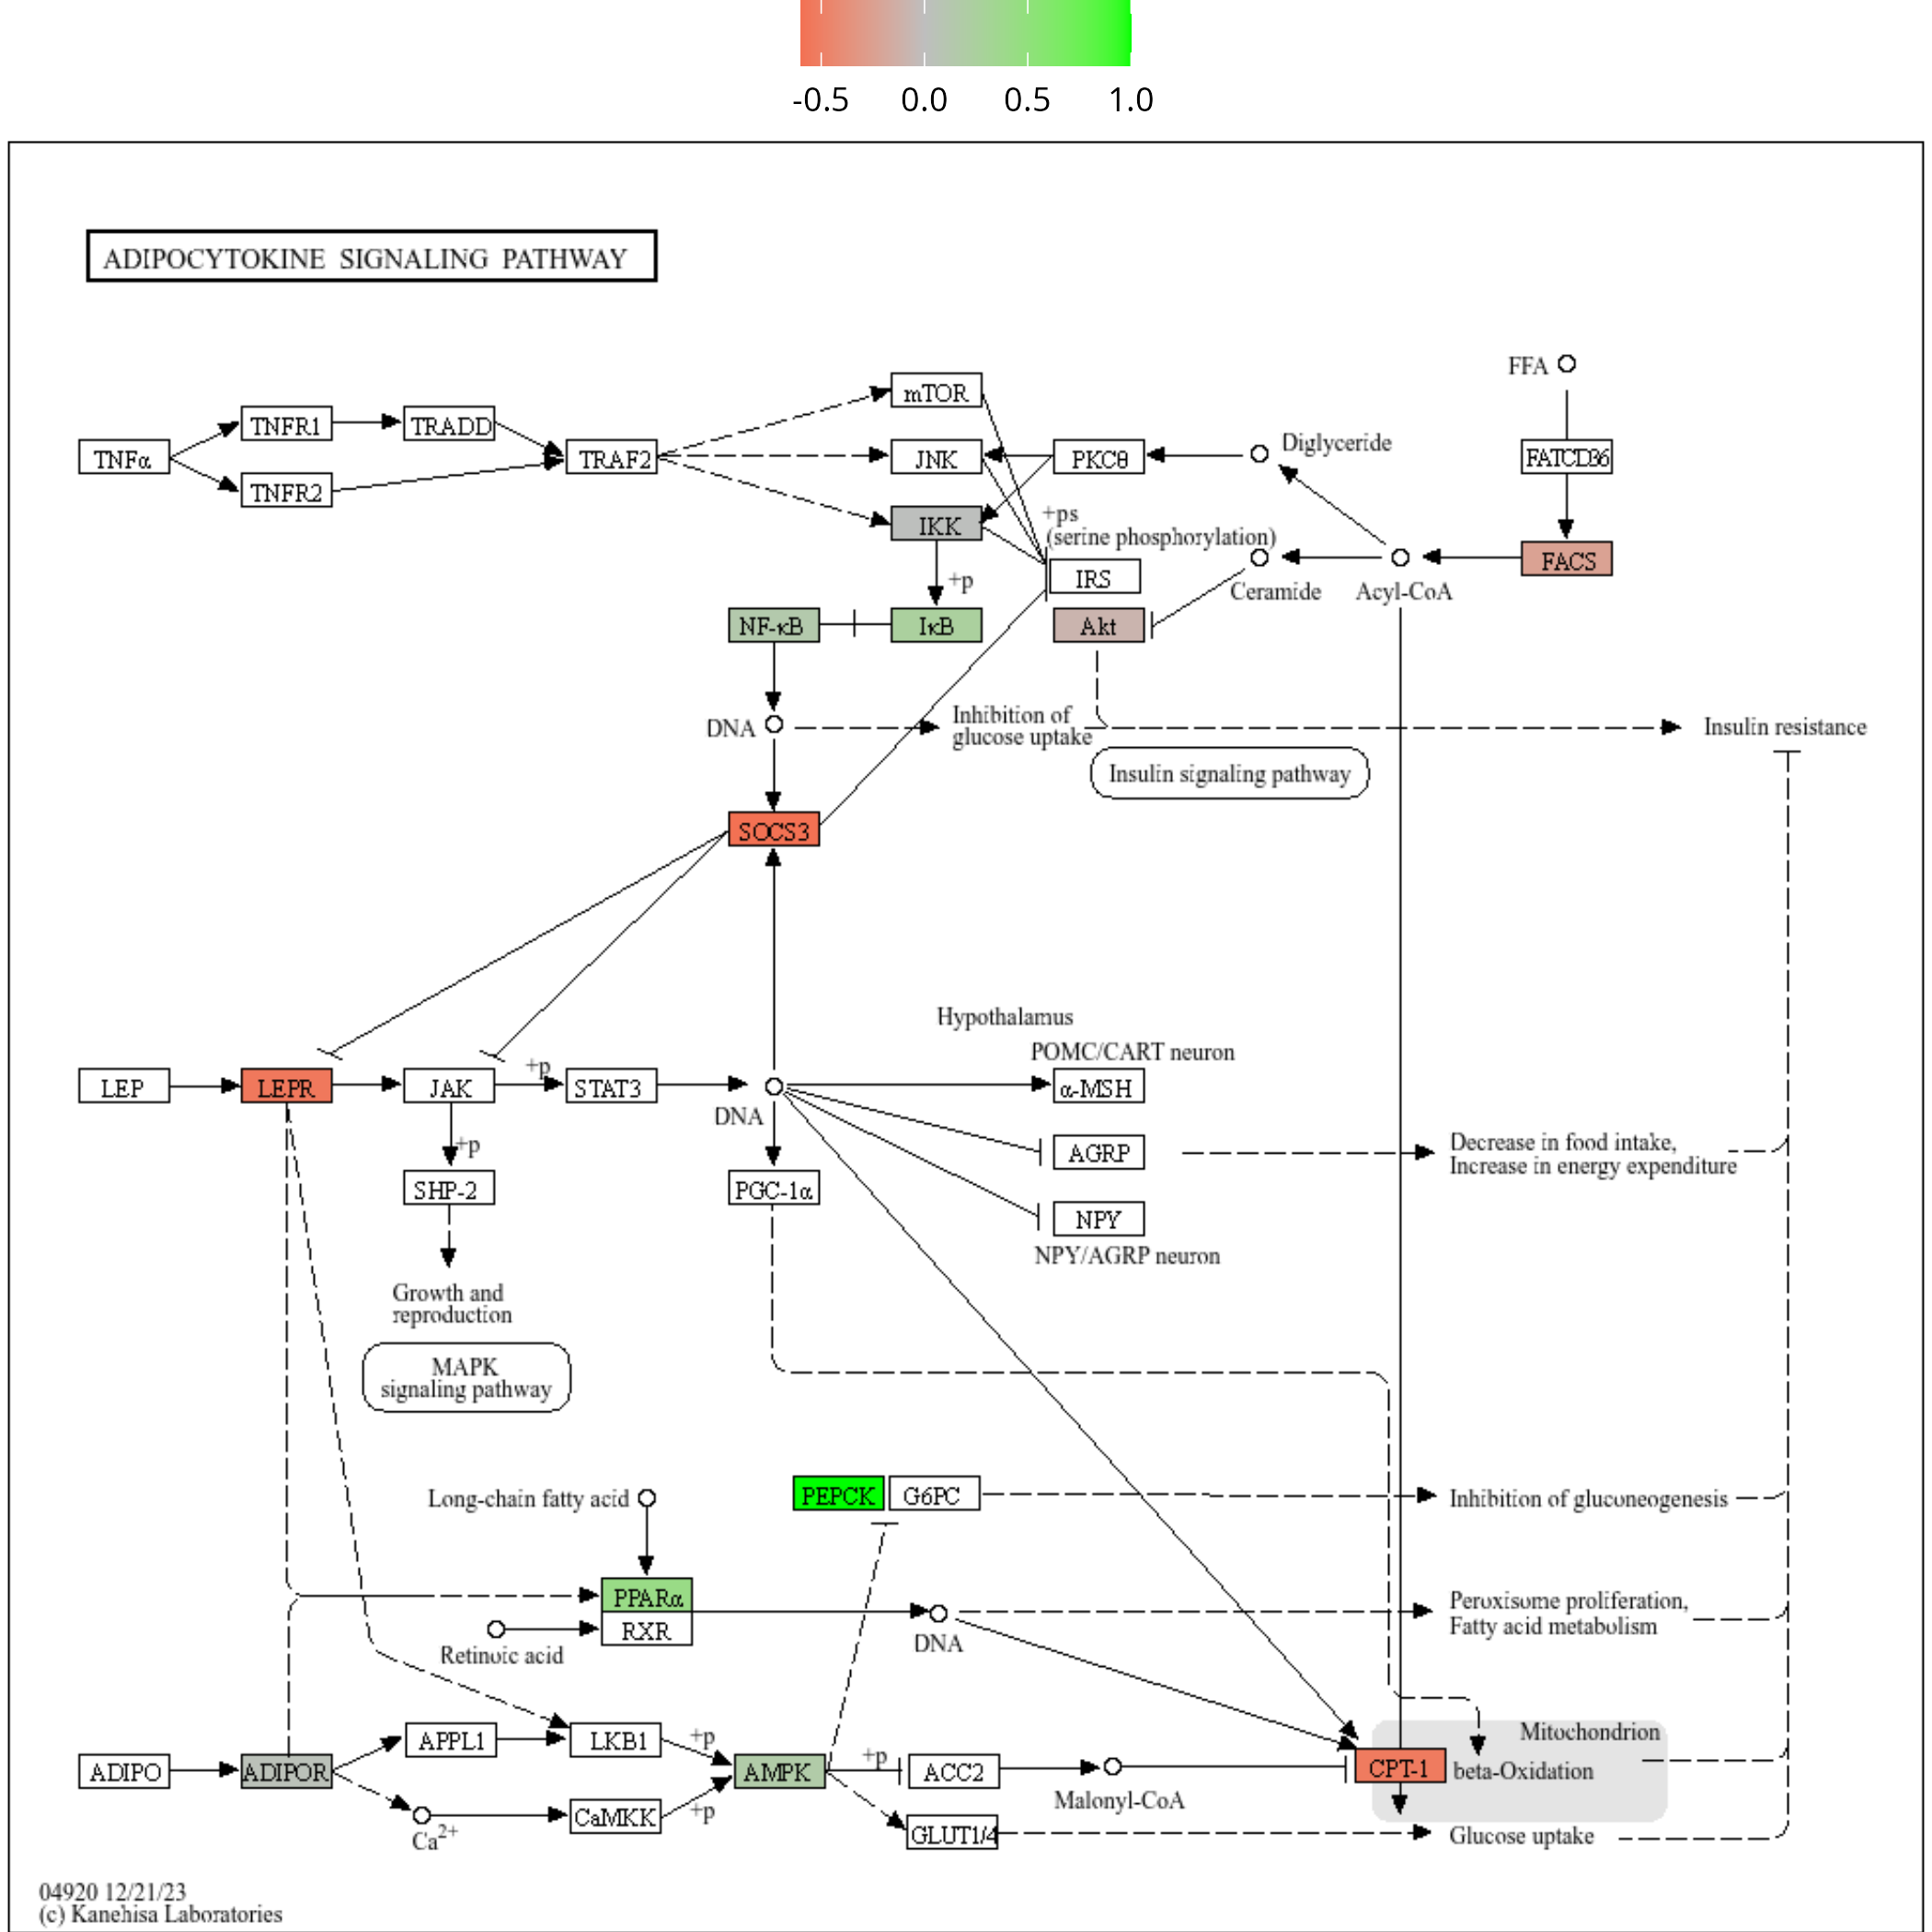 -0.5 0.0 0.5 1.0
ADIPOCYTOKINE SIGNALING PATHWAY
FFA
mTOR
TNFR1
TRADD
Diglyceride
TNFα
TRAF2
JNK
PKCθ
FATCD36
TNFR2
IKK
+ps
(serine phosphorylation)
FACS
+p
IRS
Ceramide
Acyl-CoA
NF-κB
IκB
Akt
DNA
Inhibition of
glucose uptake
Insulin resistance
Insulin signaling pathway
SOCS3
Hypothalamus
POMC/CART neuron
LEP
LEPR
JAK
+p
STAT3
α-MSH
DNA
+p
AGRP
Decrease in food intake,
Increase in energy expenditure
SHP-2
PGC-1α
NPY
NPY/AGRP neuron
Growth and
reproduction
MAPK
signaling pathway
Long-chain fatty acid
PEPCK
G6PC
Inhibition of gluconeogenesis
PPARα
RXR
Retinoic acid
DNA
Peroxisome proliferation,
Fatty acid metabolism
APPL1
LKB1
+p
Mitochondrion
ADIPO
ADIPOR
AMPK
+p
ACC2
CPT-1
beta-Oxidation
Malonyl-CoA
Ca2+
CaMKK
+p
GLUT1/4
Glucose uptake
04920 12/21/23
(c) Kanehisa Laboratories